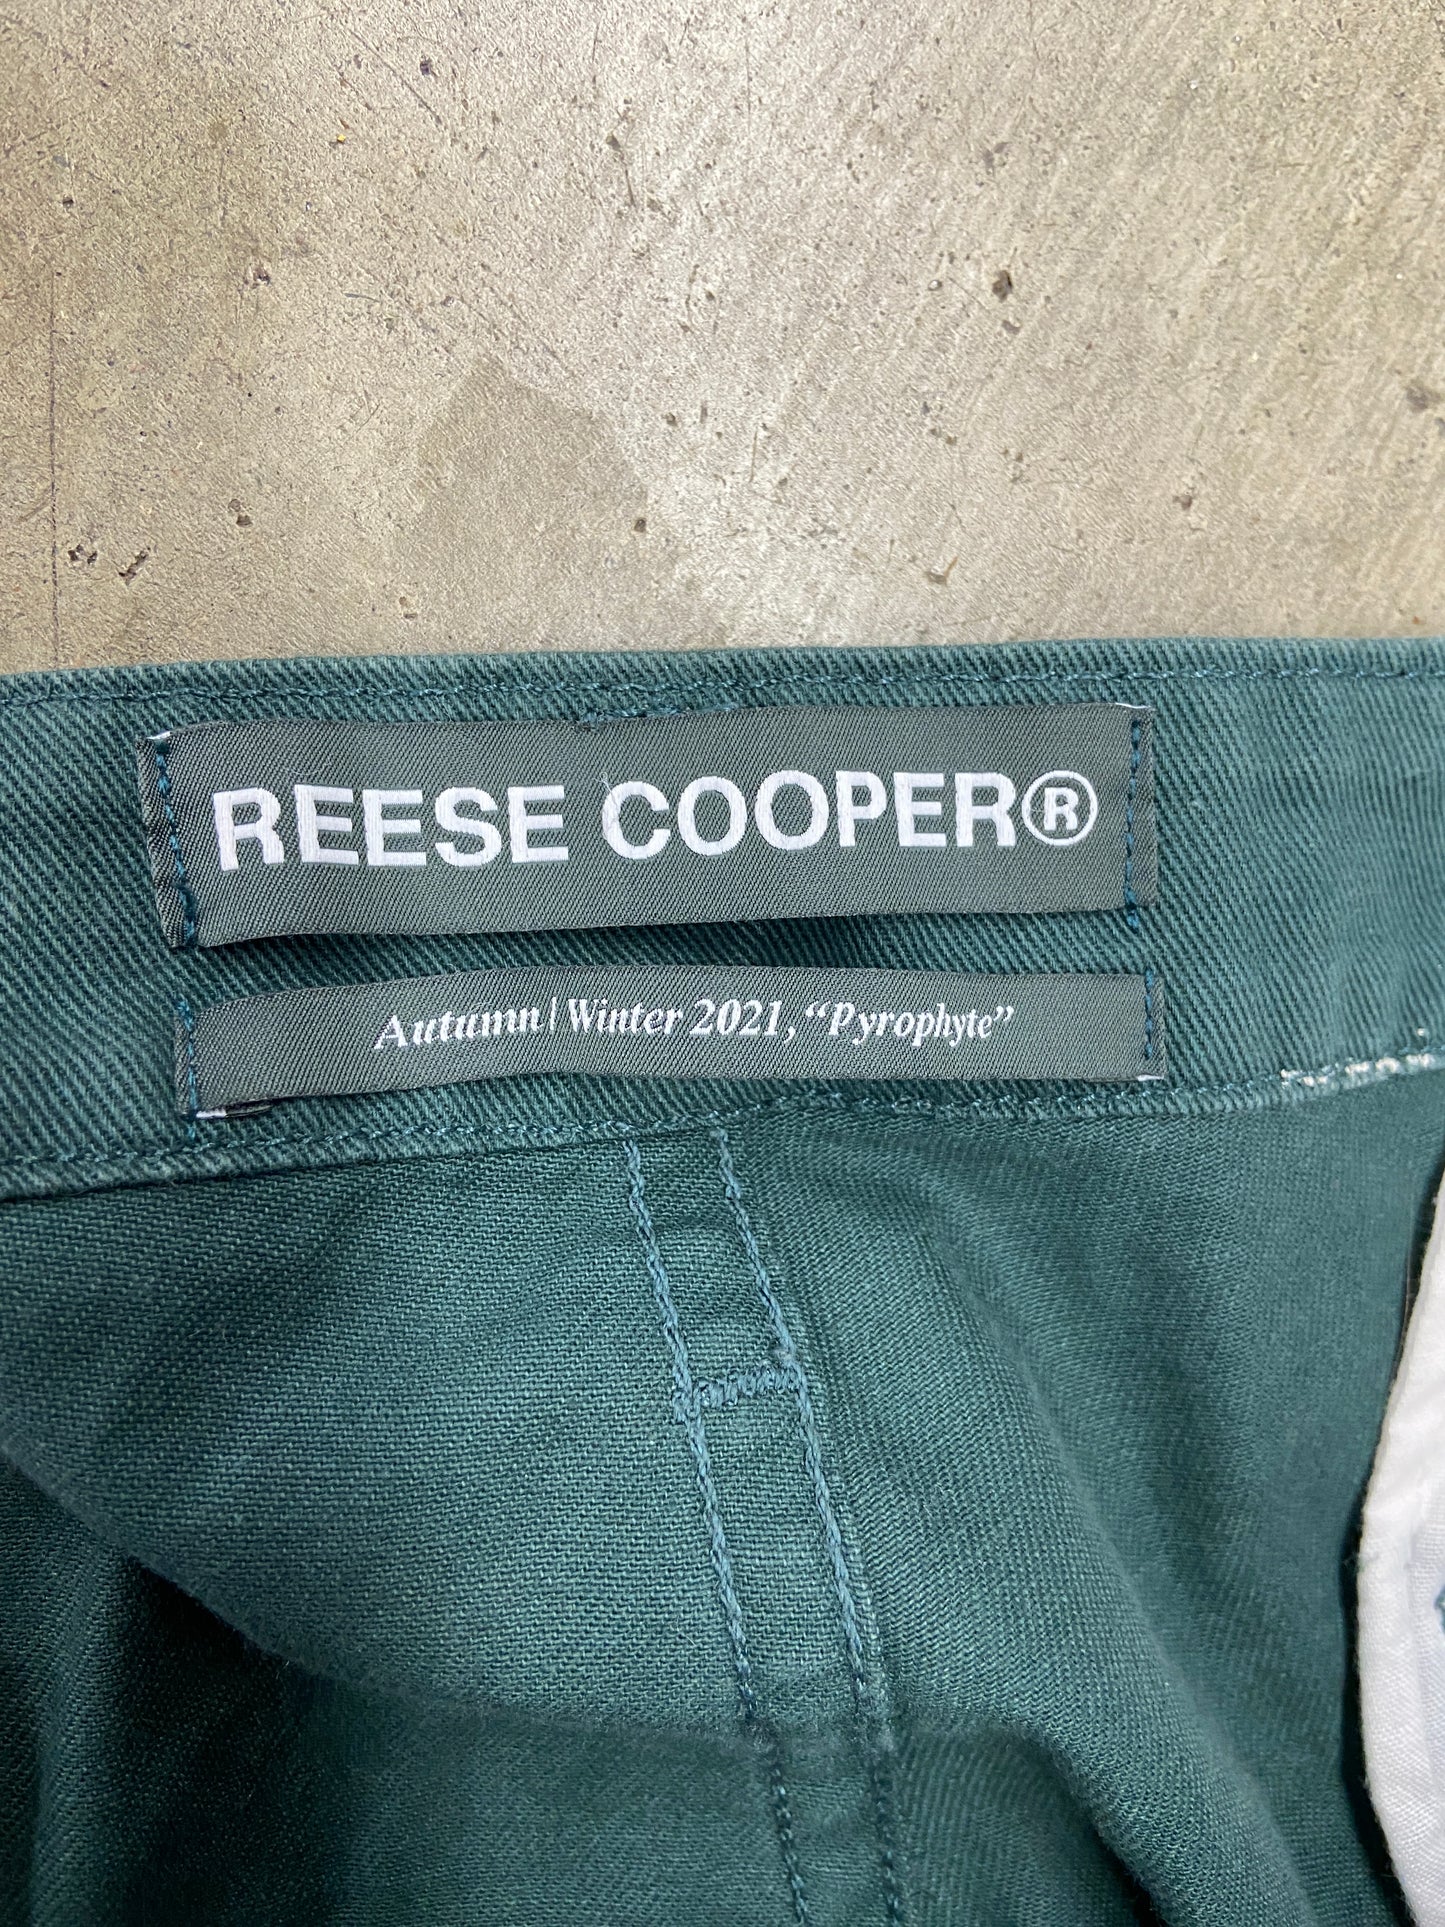 REESE COOPER®
Autumn | Winter 2021, “Pyrophyte”